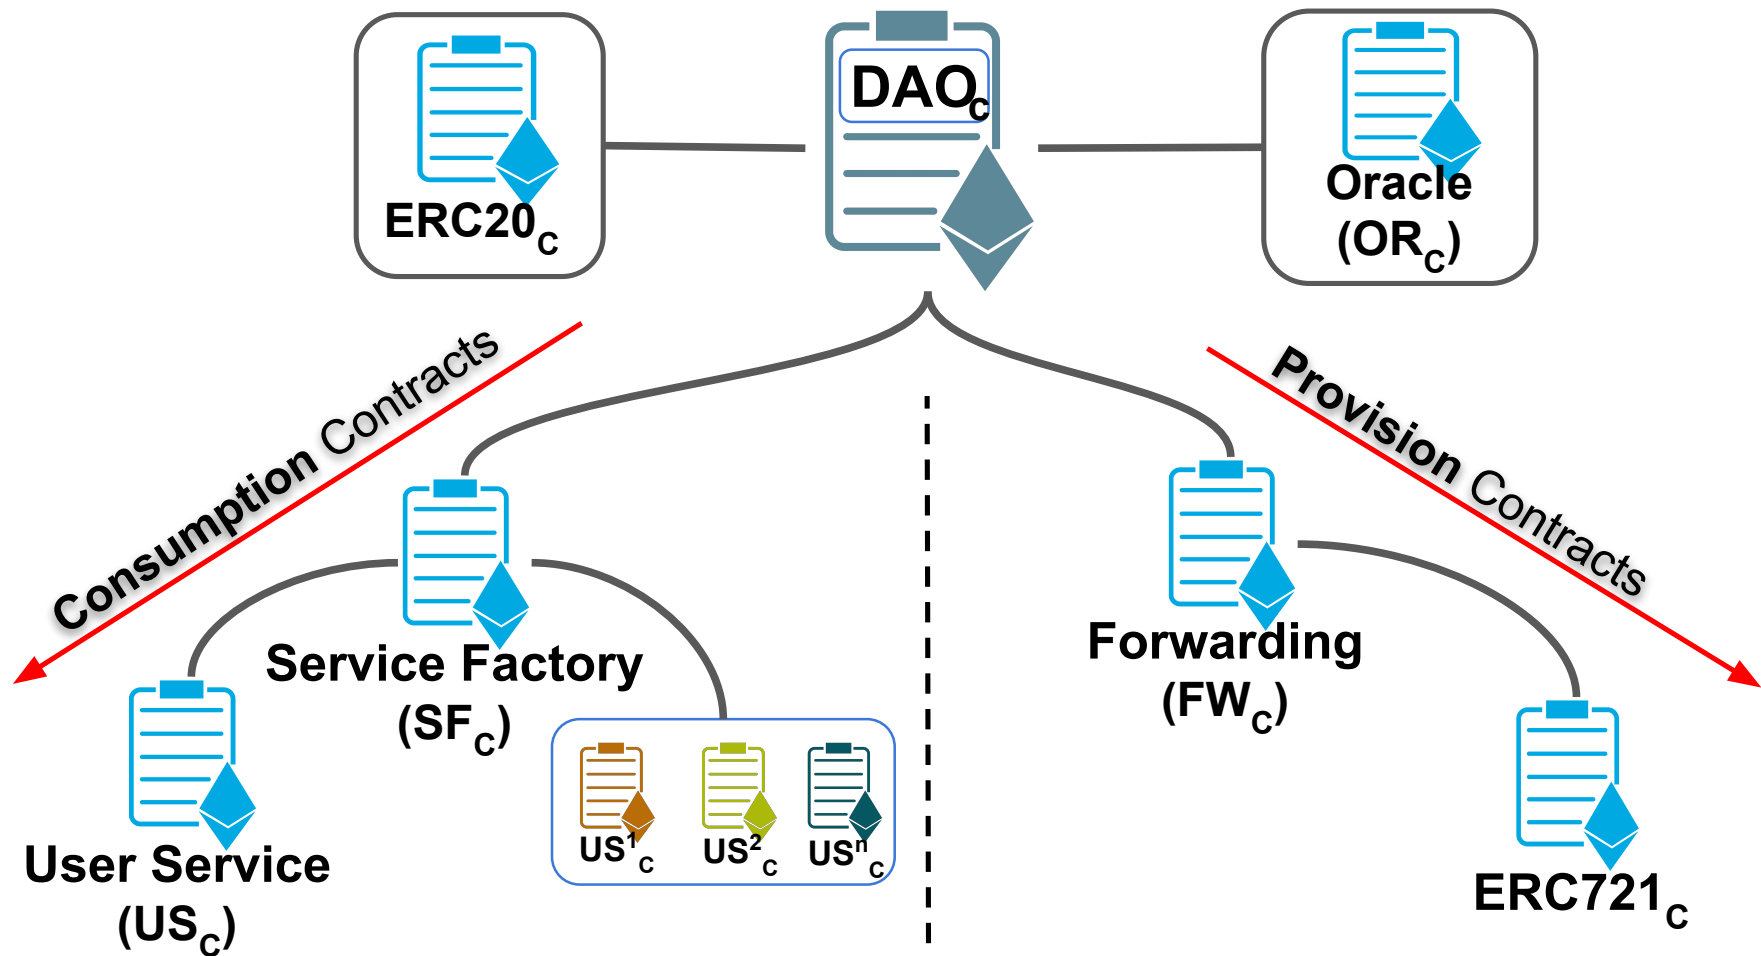 DAOC
ERC20C
Oracle
(ORC)
Consumption Contracts
Provision Contracts
Service Factory
(SFC)
Forwarding
(FWC)
US1C
US2C
USnC
User Service
(USC)
ERC721C